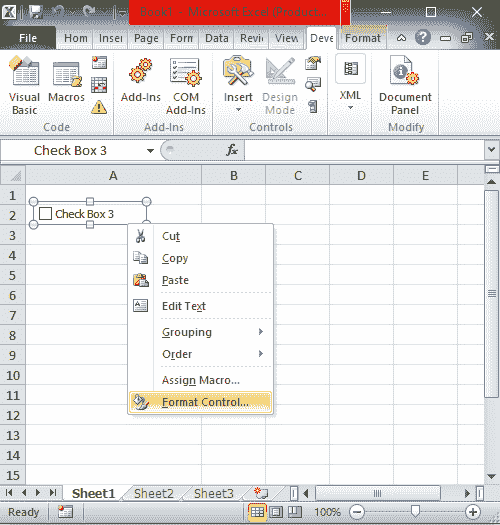 File Hom Inser Page Form Data Revi View Deve Format
Visual Basic Macros Add-Ins COM Add-Ins Insert Design Mode XML Document Panel
Code Add-Ins Controls Modify
Check Box 3 fx
A B C D E
1
2 Check Box 3
3 Cut
4 Copy
5 Paste
6 Edit Text
7
8 Grouping
9 Order
10 Assign Macro...
11 Format Control...
12
13
14
15
Sheet1 Sheet2 Sheet3
Ready 100%